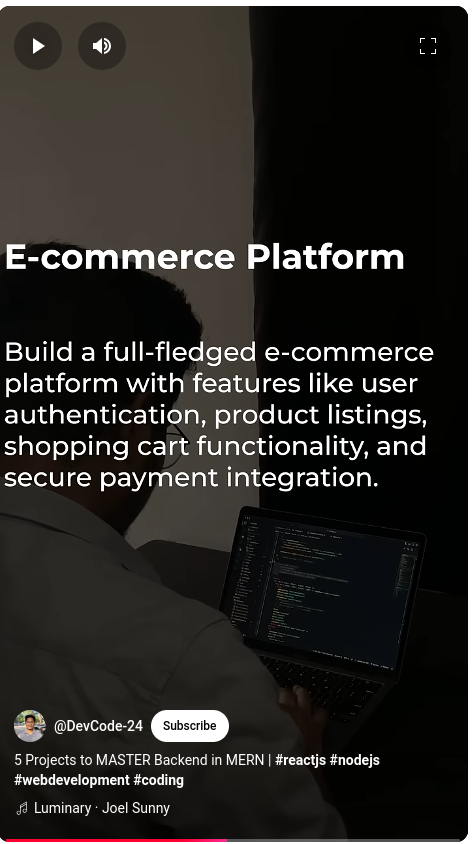 E-commerce Platform
Build a full-fledged e-commerce
platform with features like user
authentication, product listings,
shopping cart functionality, and
secure payment integration.
@DevCode-24 Subscribe
5 Projects to MASTER Backend in MERN | #reactjs #nodejs
#webdevelopment #coding
Luminary · Joel Sunny